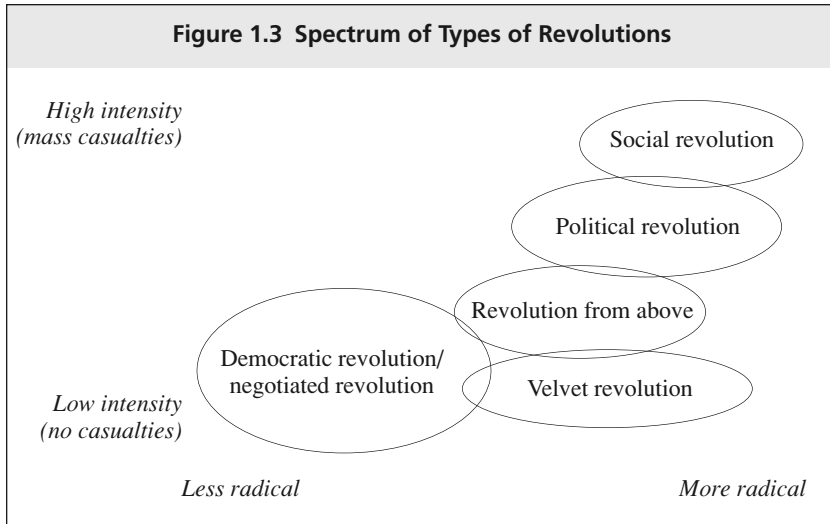 Figure 1.3 Spectrum of Types of Revolutions
High intensity
(mass casualties)
Social revolution
Political revolution
Revolution from above
Democratic revolution/
negotiated revolution
Velvet revolution
Low intensity
(no casualties)
Less radical
More radical